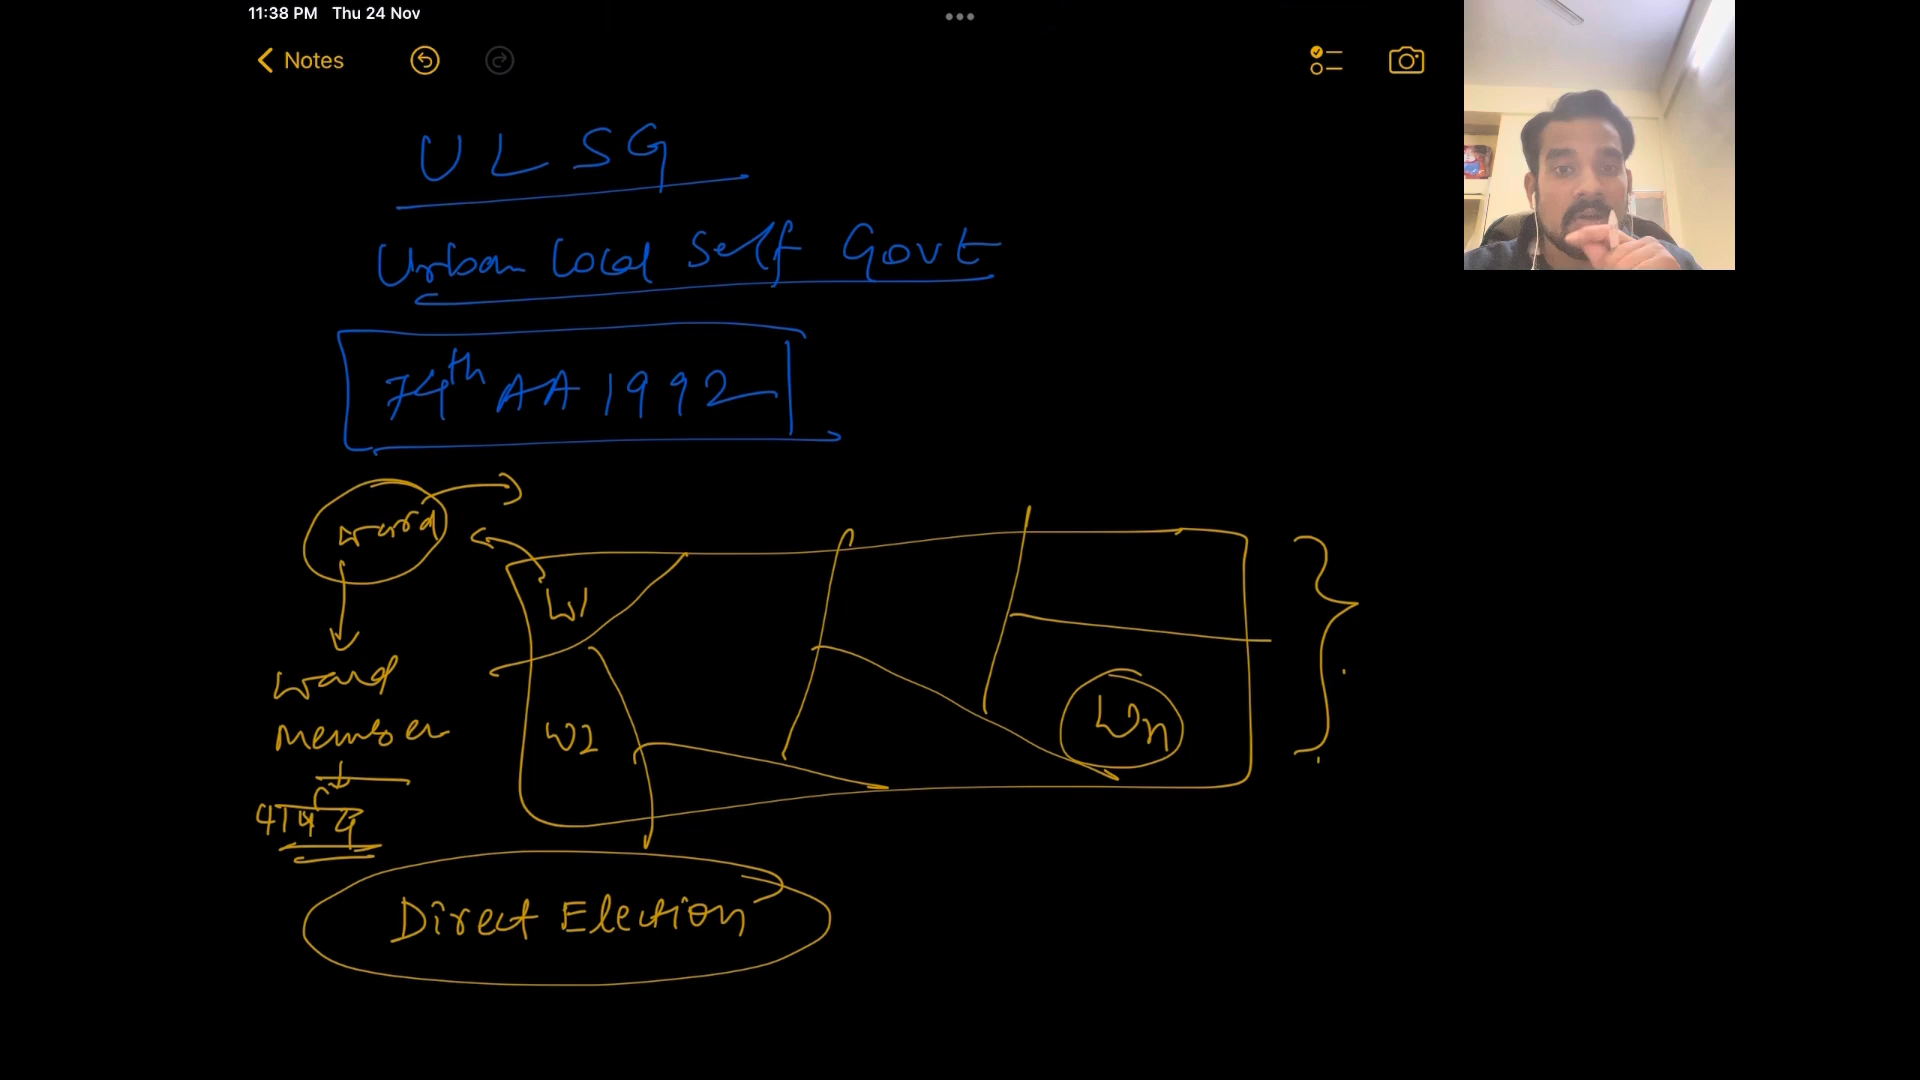 11:38 PM Thu 24 Nov
Notes
ULSG
Urban Local Self Govt
74th AA 1992
ward
W1
W2
Wn
Ward
Member
Direct Election